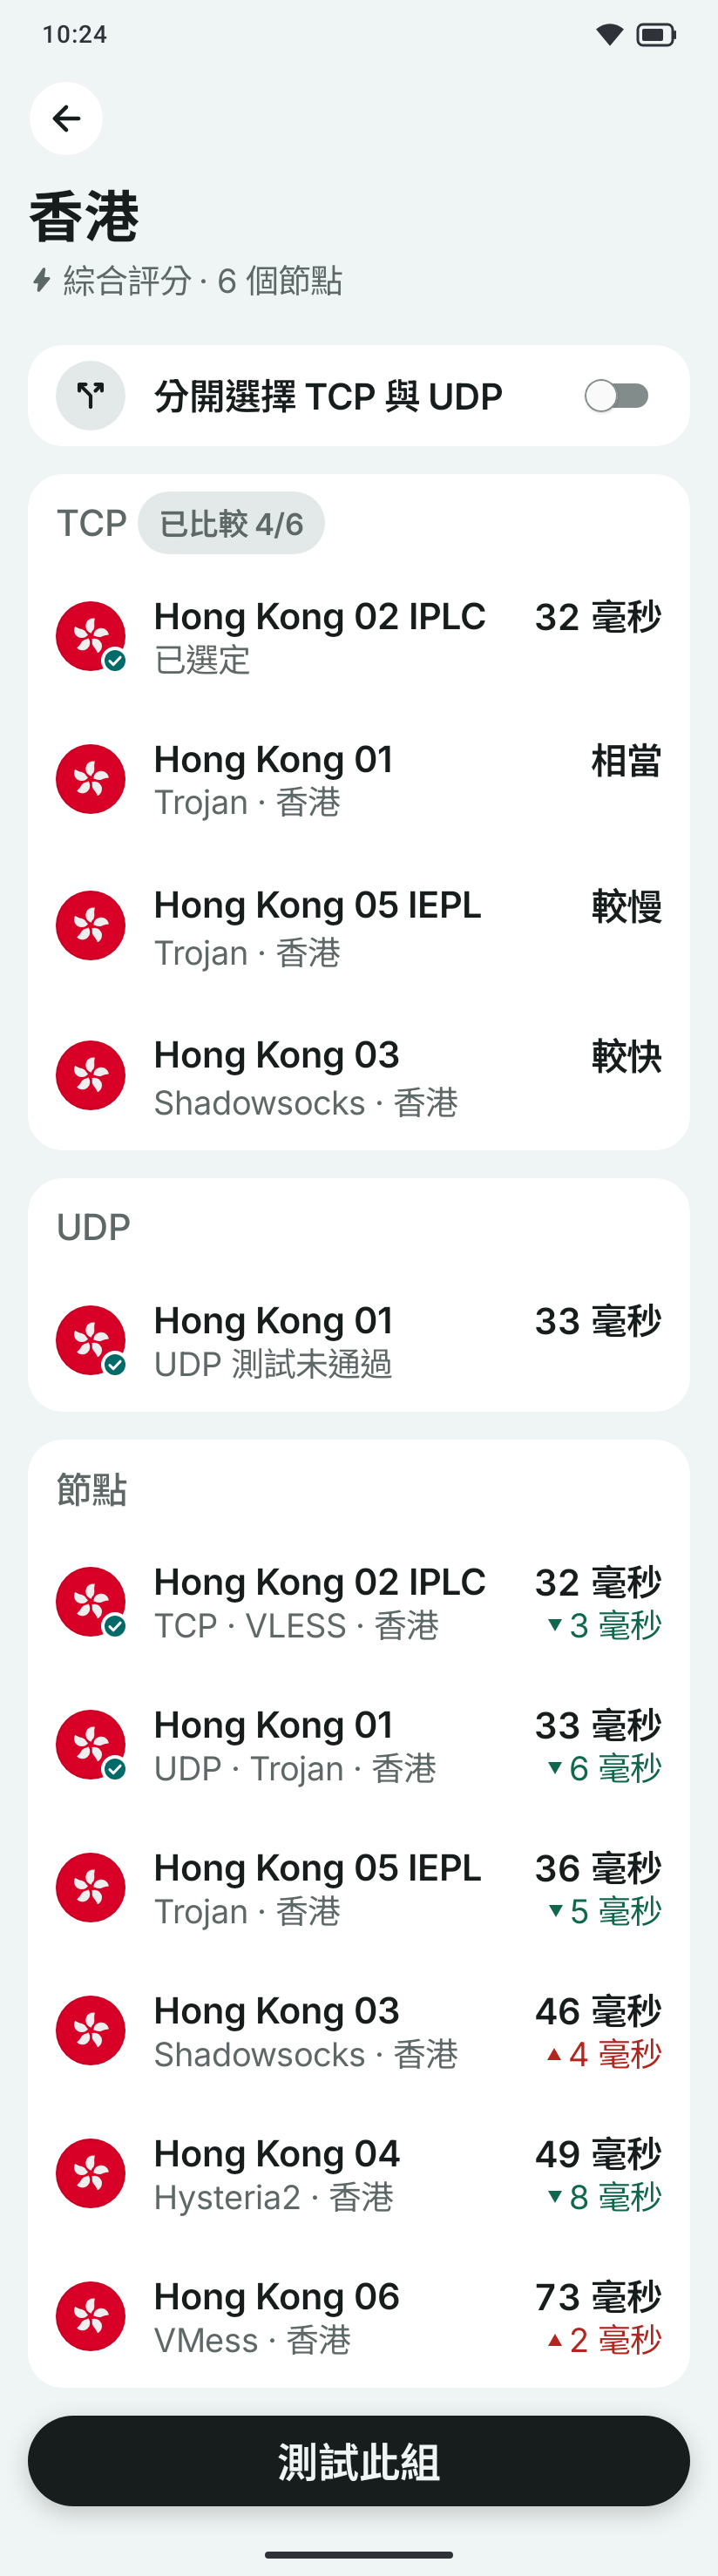 10:24
香港
綜合評分 · 6 個節點
分開選擇 TCP 與 UDP
TCP 已比較 4/6
Hong Kong 02 IPLC 32 毫秒
已選定
Hong Kong 01 相當
Trojan · 香港
Hong Kong 05 IEPL 較慢
Trojan · 香港
Hong Kong 03 較快
Shadowsocks · 香港
UDP
Hong Kong 01 33 毫秒
UDP 測試未通過
節點
Hong Kong 02 IPLC 32 毫秒
TCP · VLESS · 香港 ▼3 毫秒
Hong Kong 01 33 毫秒
UDP · Trojan · 香港 ▼6 毫秒
Hong Kong 05 IEPL 36 毫秒
Trojan · 香港 ▼5 毫秒
Hong Kong 03 46 毫秒
Shadowsocks · 香港 ▲4 毫秒
Hong Kong 04 49 毫秒
Hysteria2 · 香港 ▼8 毫秒
Hong Kong 06 73 毫秒
VMess · 香港 ▲2 毫秒
測試此組